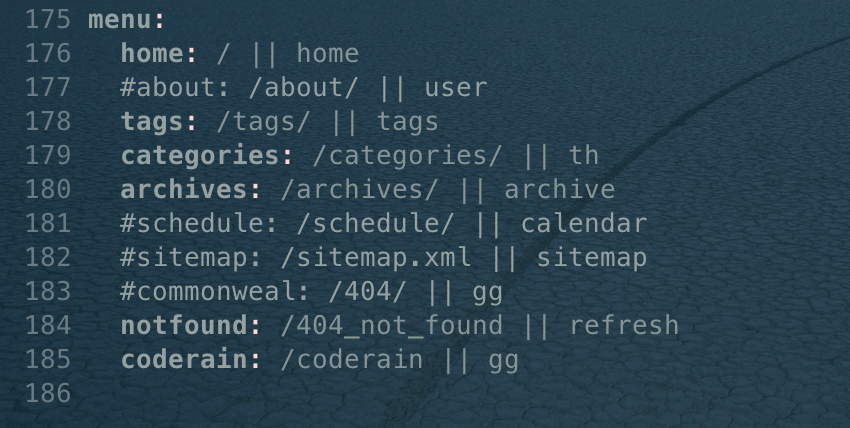 175 menu:
176   home: / || home
177   #about: /about/ || user
178   tags: /tags/ || tags
179   categories: /categories/ || th
180   archives: /archives/ || archive
181   #schedule: /schedule/ || calendar
182   #sitemap: /sitemap.xml || sitemap
183   #commonweal: /404/ || gg
184   notfound: /404_not_found || refresh
185   coderain: /coderain || gg
186